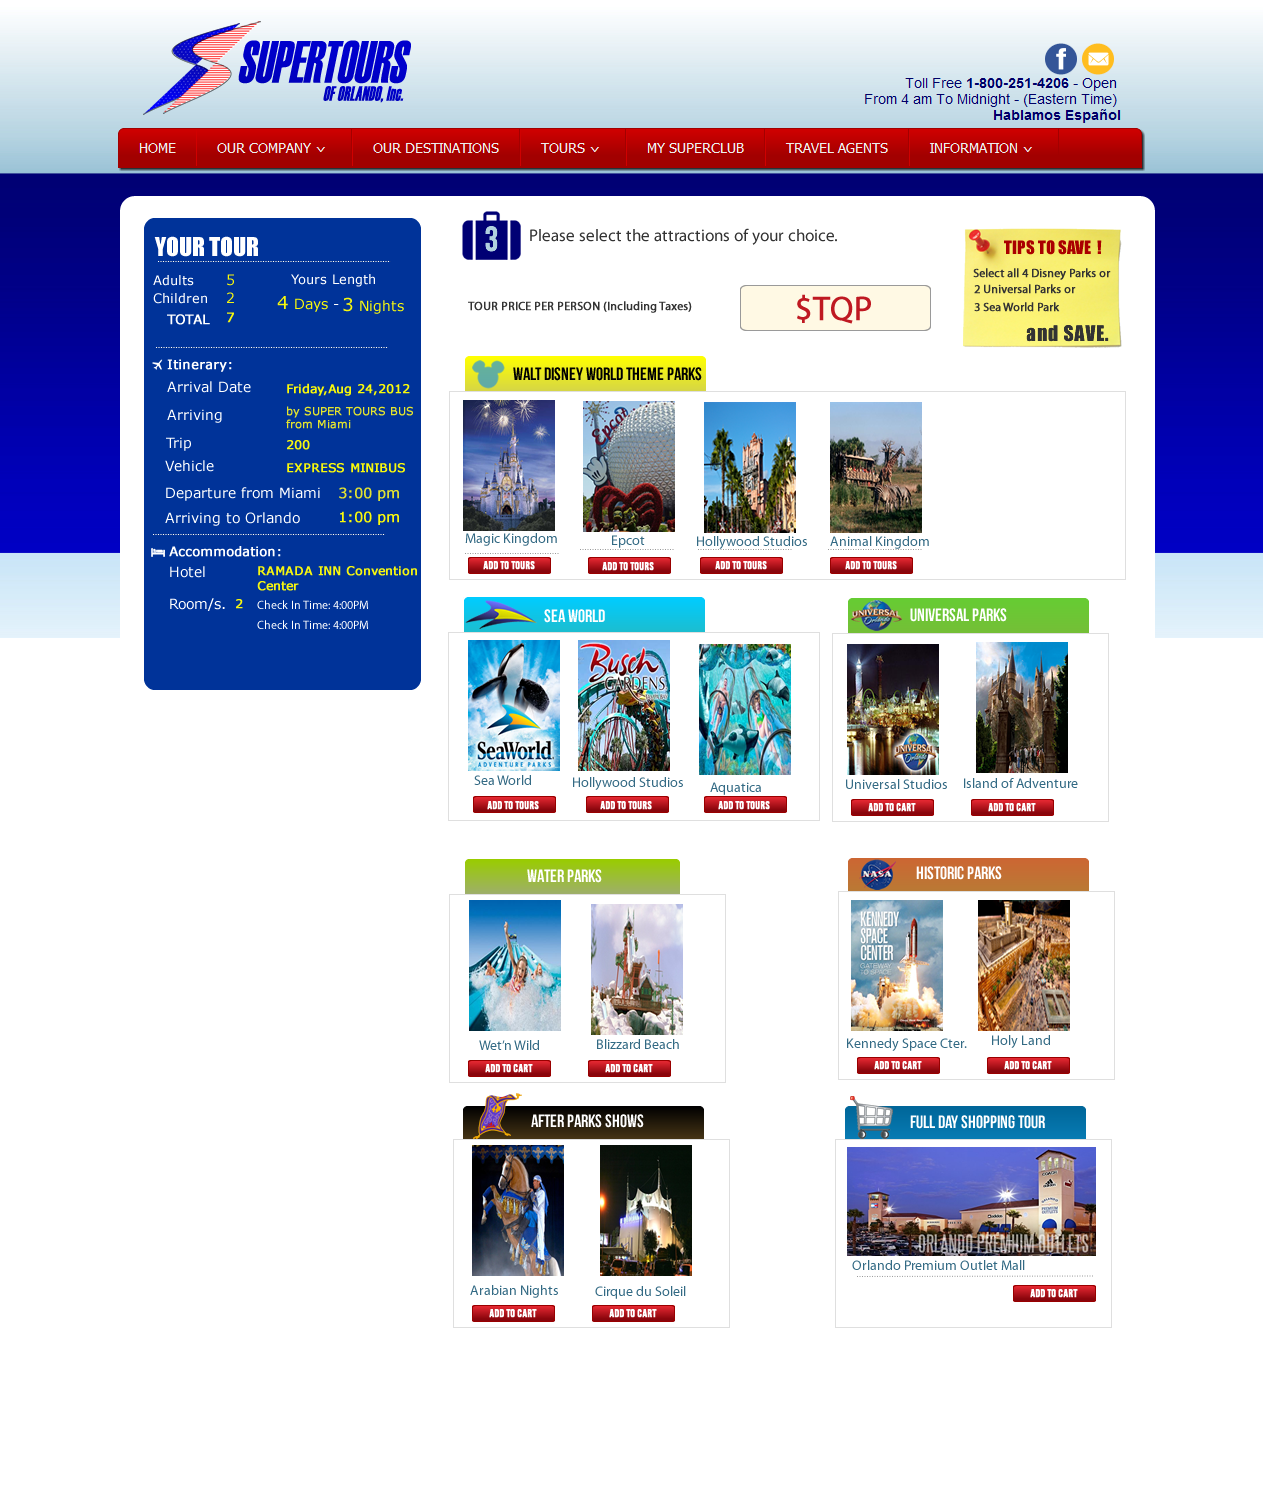 SUPERTOURS
OF ORLANDO, Inc.
Toll Free 1-800-251-4206 - Open
From 4 am To Midnight - (Eastern Time)
Hablamos Español
HOME OUR COMPANY OUR DESTINATIONS TOURS MY SUPERCLUB TRAVEL AGENTS INFORMATION
YOUR TOUR
Adults 5 Yours Length
Children 2 4 Days - 3 Nights
TOTAL 7
Itinerary:
Arrival Date Friday,Aug 24,2012
Arriving by SUPER TOURS BUS
from Miami
Trip 200
Vehicle EXPRESS MINIBUS
Departure from Miami 3:00 pm
Arriving to Orlando 1:00 pm
Accommodation:
Hotel RAMADA INN Convention
Center
Room/s. 2 Check In Time: 4:00PM
Check In Time: 4:00PM
3 Please select the attractions of your choice.
TOUR PRICE PER PERSON (Including Taxes) $TQP
TIPS TO SAVE !
Select all 4 Disney Parks or
2 Universal Parks or
3 Sea World Park
and SAVE.
WALT DISNEY WORLD THEME PARKS
Epcot
Magic Kingdom Epcot Hollywood Studios Animal Kingdom
ADD TO TOURS ADD TO TOURS ADD TO TOURS ADD TO TOURS
SEA WORLD
Busch
GARDENS
SeaWorld
ADVENTURE PARKS
Sea World Hollywood Studios Aquatica
ADD TO TOURS ADD TO TOURS ADD TO TOURS
UNIVERSAL
Orlando
UNIVERSAL PARKS
UNIVERSAL
Orlando
Universal Studios Island of Adventure
ADD TO CART ADD TO CART
WATER PARKS
Wet'n Wild Blizzard Beach
ADD TO CART ADD TO CART
NASA HISTORIC PARKS
KENNEDY
SPACE
CENTER
GATEWAY
TO SPACE
Kennedy Space Cter. Holy Land
ADD TO CART ADD TO CART
AFTER PARKS SHOWS
Arabian Nights Cirque du Soleil
ADD TO CART ADD TO CART
FULL DAY SHOPPING TOUR
adidas
ORLANDO
PREMIUM
OUTLETS
ORLANDO PREMIUM OUTLETS
Orlando Premium Outlet Mall
ADD TO CART